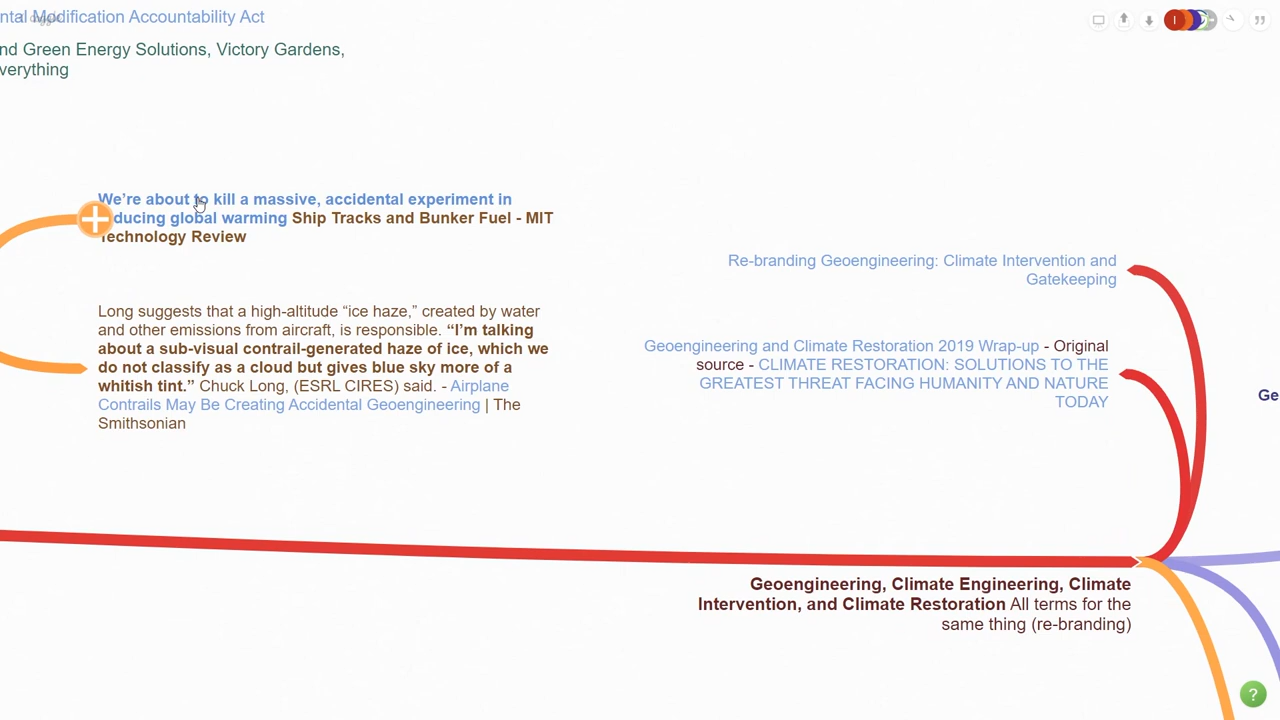 ntal Modification Accountability Act
nd Green Energy Solutions, Victory Gardens,
verything
We're about to kill a massive, accidental experiment in
ducing global warming Ship Tracks and Bunker Fuel - MIT
Technology Review
Long suggests that a high-altitude “ice haze,” created by water
and other emissions from aircraft, is responsible. “I’m talking
about a sub-visual contrail-generated haze of ice, which we
do not classify as a cloud but gives blue sky more of a
whitish tint.” Chuck Long, (ESRL CIRES) said. - Airplane
Contrails May Be Creating Accidental Geoengineering | The
Smithsonian
Re-branding Geoengineering: Climate Intervention and
Gatekeeping
Geoengineering and Climate Restoration 2019 Wrap-up - Original
source - CLIMATE RESTORATION: SOLUTIONS TO THE
GREATEST THREAT FACING HUMANITY AND NATURE
TODAY
Ge
Geoengineering, Climate Engineering, Climate
Intervention, and Climate Restoration All terms for the
same thing (re-branding)
?